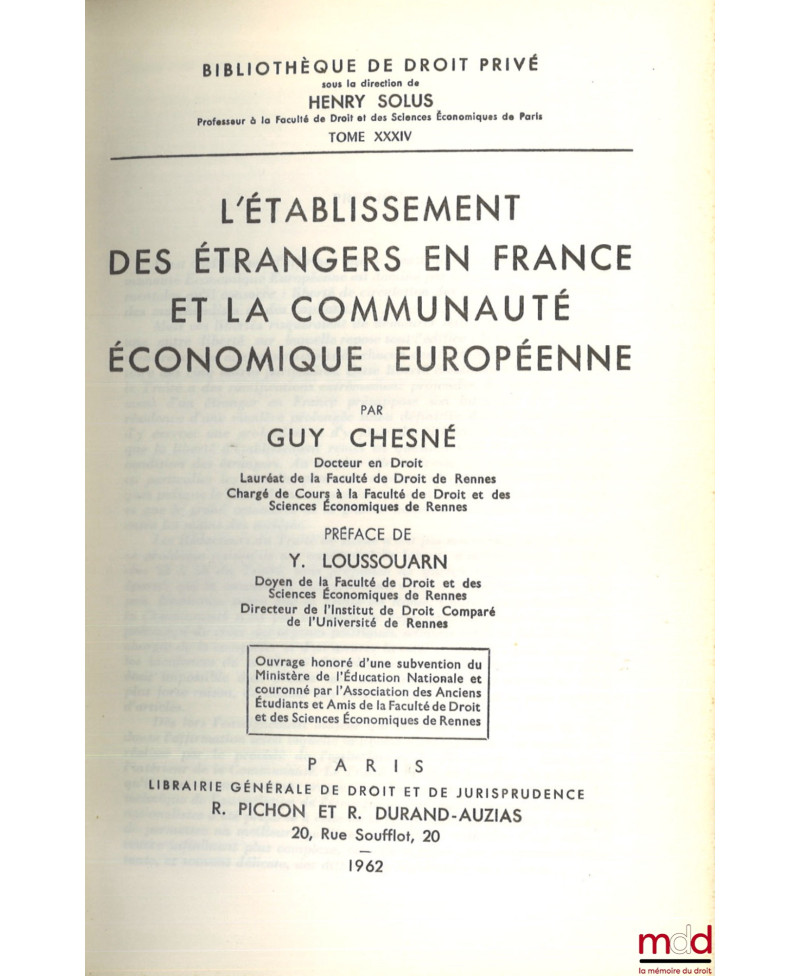 BIBLIOTHÈQUE DE DROIT PRIVÉ
sous la direction de
HENRY SOLUS
Professeur à la Faculté de Droit et des Sciences Économiques de Paris
TOME XXXIV
L'ÉTABLISSEMENT
DES ÉTRANGERS EN FRANCE
ET LA COMMUNAUTÉ
ÉCONOMIQUE EUROPÉENNE
PAR
GUY CHESNÉ
Docteur en Droit
Lauréat de la Faculté de Droit de Rennes
Chargé de Cours à la Faculté de Droit et des
Sciences Économiques de Rennes
PRÉFACE DE
Y. LOUSSOUARN
Doyen de la Faculté de Droit et des
Sciences Économiques de Rennes
Directeur de l'Institut de Droit Comparé
de l'Université de Rennes
Ouvrage honoré d'une subvention du
Ministère de l'Éducation Nationale et
couronné par l'Association des Anciens
Étudiants et Amis de la Faculté de Droit
et des Sciences Économiques de Rennes
PARIS
LIBRAIRIE GÉNÉRALE DE DROIT ET DE JURISPRUDENCE
R. PICHON ET R. DURAND-AUZIAS
20, Rue Soufflot, 20
1962
mdd
la mémoire du droit